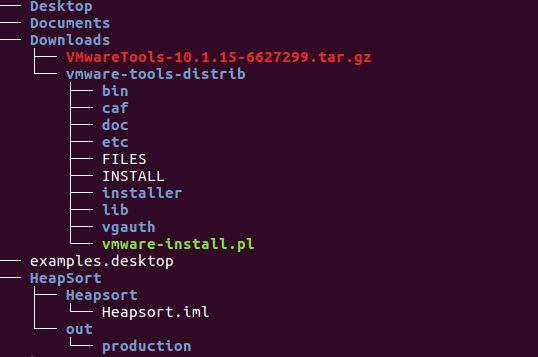 Desktop
Documents
Downloads
VMwareTools-10.1.15-6627299.tar.gz
vmware-tools-distrib
bin
caf
doc
etc
FILES
INSTALL
installer
lib
vgauth
vmware-install.pl
examples.desktop
HeapSort
Heapsort
Heapsort.iml
out
production